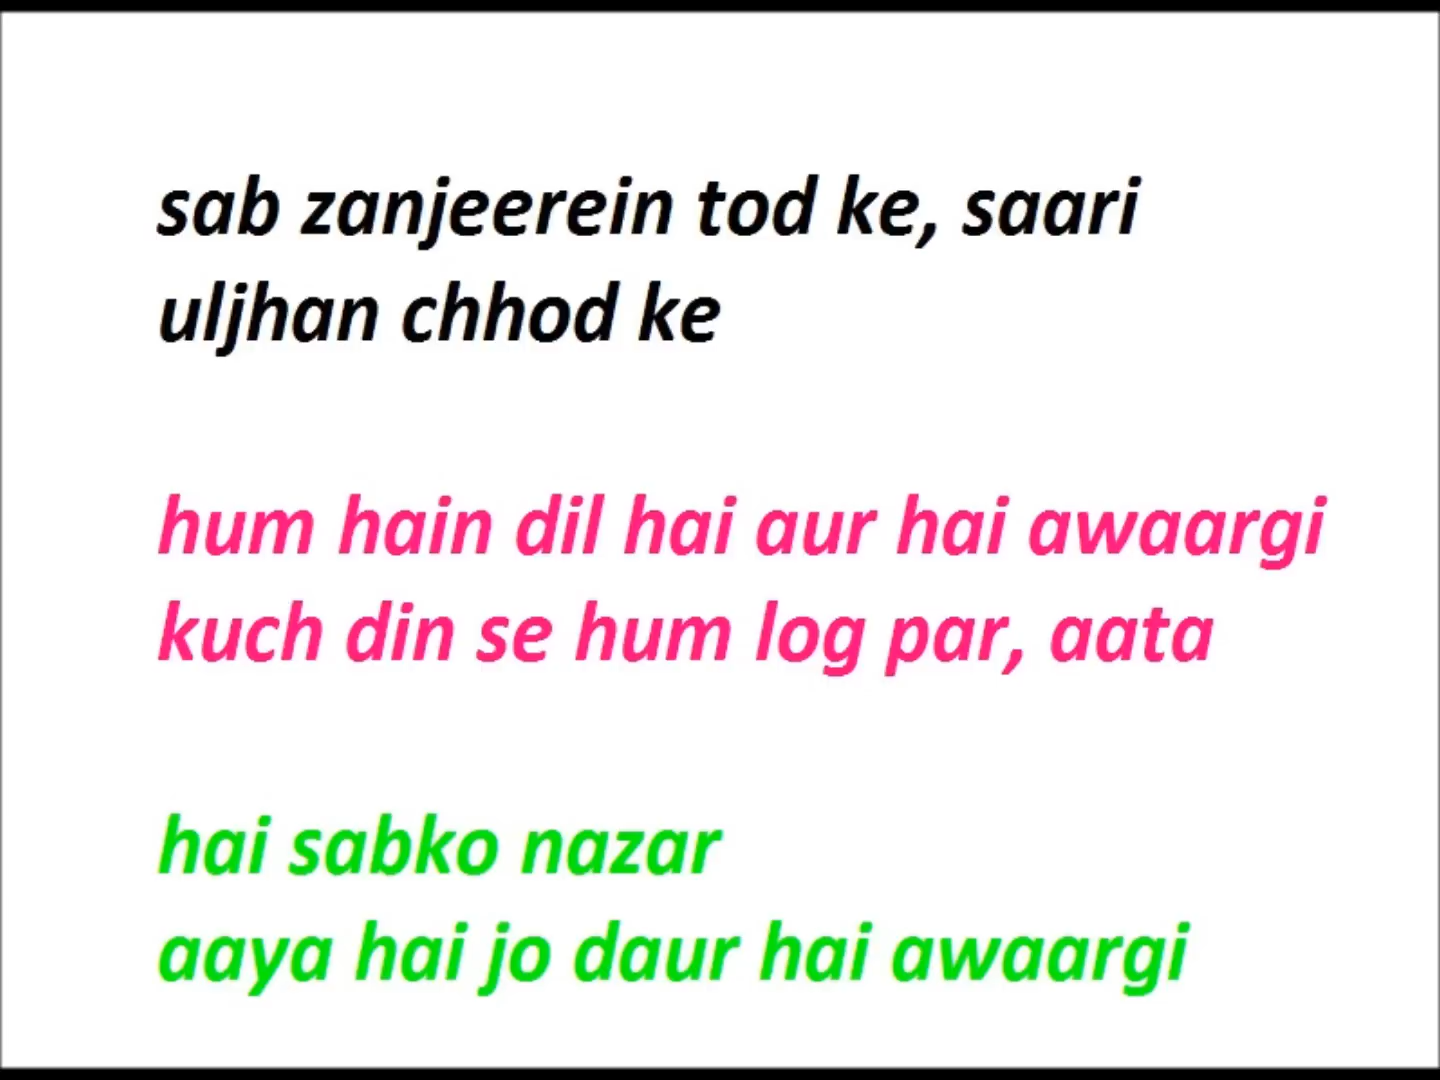 sab zanjeerein tod ke, saari
uljhan chhod ke
hum hain dil hai aur hai awaargi
kuch din se hum log par, aata
hai sabko nazar
aaya hai jo daur hai awaargi